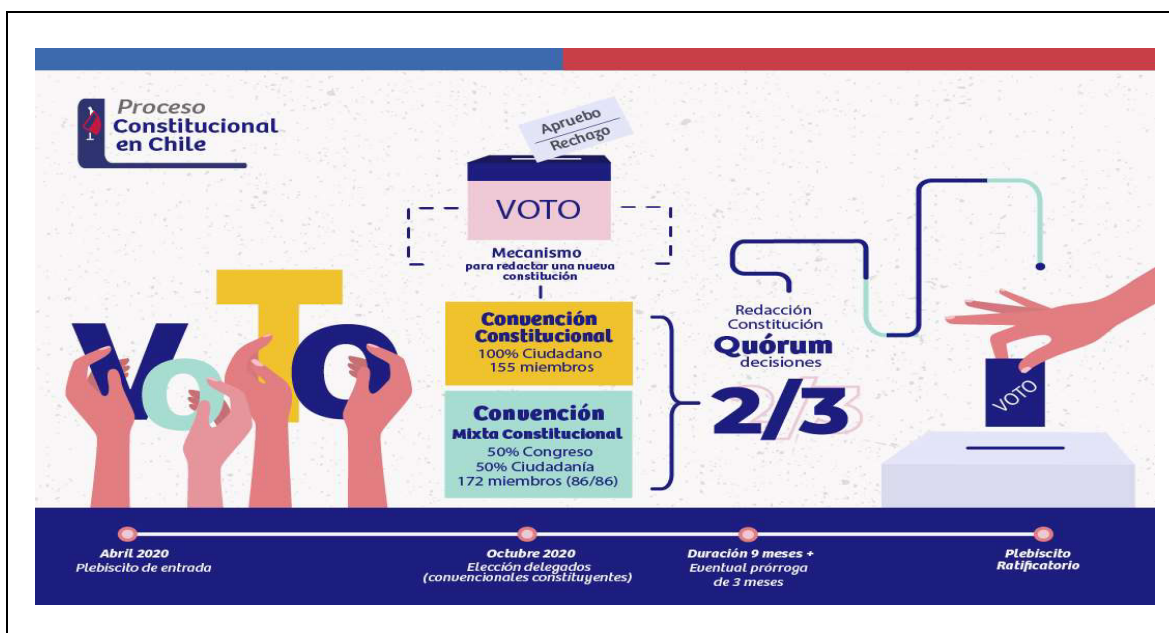 Proceso
Constitucional
en Chile
Apruebo
Rechazo
VOTO
Mecanismo
para redactar una nueva
constitución
Convención
Constitucional
100% Ciudadano
155 miembros
Convención
Mixta Constitucional
50% Congreso
50% Ciudadanía
172 miembros (86/86)
VoTo
Redacción
Constitución
Quórum
decisiones
2/3
VOTO
Abril 2020
Plebiscito de entrada
Octubre 2020
Elección delegados
(convencionales constituyentes)
Duración 9 meses +
Eventual prórroga
de 3 meses
Plebiscito
Ratificatorio